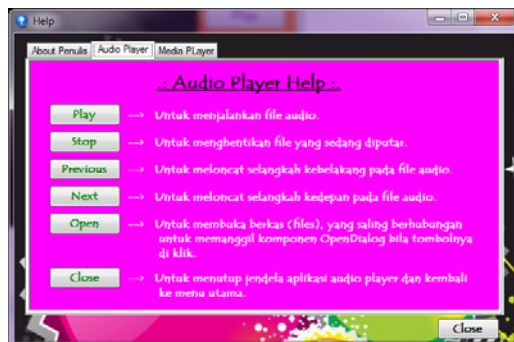 Help
About Penulis Audio Player Media PLayer
.: Audio Player Help :.
Play ---> Untuk menjalankan file audio.
Stop ---> Untuk menghentikan file yang sedang diputar.
Previous ---> Untuk meloncat selangkah kebelakang pada file audio.
Next ---> Untuk meloncat selangkah kedepan pada file audio.
Open ---> Untuk membuka berkas (files), yang saling berhubungan
untuk memanggil komponen OpenDialog bila tombolnya
di klik.
Close ---> Untuk menutup jendela aplikasi audio player dan kembali
ke menu utama.
Close